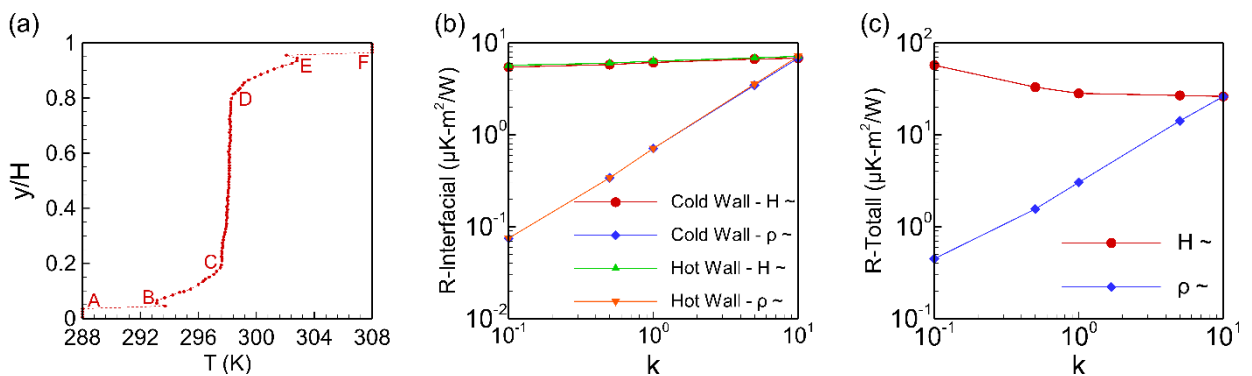 (a)
1
0.8
0.6
0.4
0.2
0
y/H
A
B
C
D
E
F
288 292 296 300 304 308
T (K)
(b)
10¹
10⁰
10⁻¹
10⁻²
R-Interfacial (μK-m²/W)
Cold Wall - H ~
Cold Wall - ρ ~
Hot Wall - H ~
Hot Wall - ρ ~
10⁻¹ 10⁰ 10¹
k
(c)
10²
10¹
10⁰
10⁻¹
R-Totall (μK-m²/W)
H ~
ρ ~
10⁻¹ 10⁰ 10¹
k